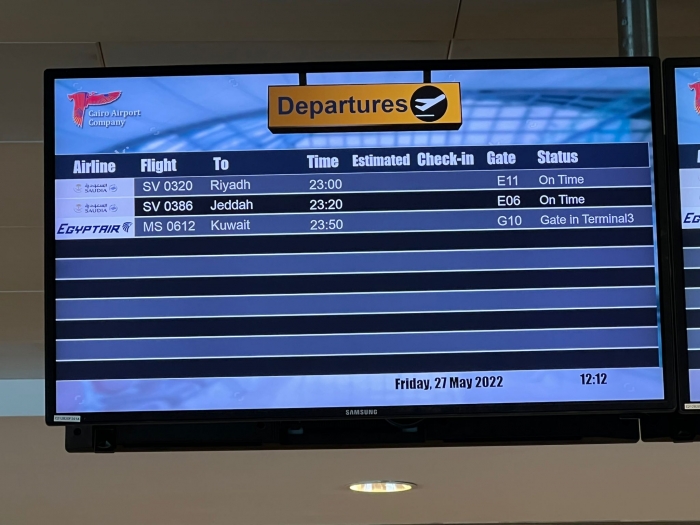 Cairo Airport
Company
Departures
Airline Flight To Time Estimated Check-in Gate Status
السعودية SAUDIA SV 0320 Riyadh 23:00 E11 On Time
السعودية SAUDIA SV 0386 Jeddah 23:20 E06 On Time
EGYPTAIR MS 0612 Kuwait 23:50 G10 Gate in Terminal3
Friday, 27 May 2022 12:12
SAMSUNG